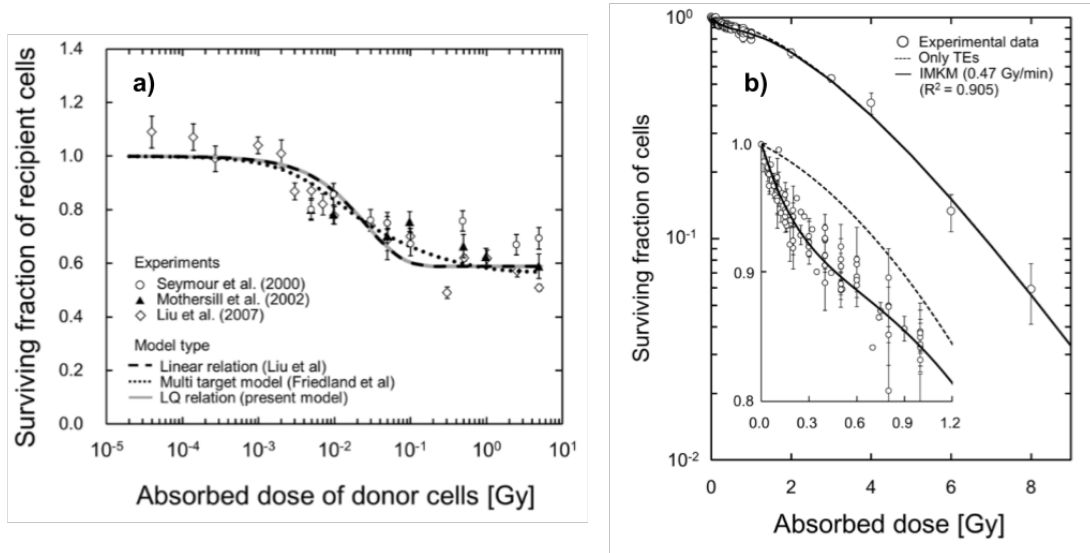 a)
1.4
1.2
1.0
0.8
0.6
0.4
0.2
0.0
Surviving fraction of recipient cells
Experiments
Seymour et al. (2000)
Mothersill et al. (2002)
Liu et al. (2007)
Model type
Linear relation (Liu et al)
Multi target model (Friedland et al)
LQ relation (present model)
10⁻⁵ 10⁻⁴ 10⁻³ 10⁻² 10⁻¹ 10⁰ 10¹
Absorbed dose of donor cells [Gy]
b)
10⁰
10⁻¹
10⁻²
Surviving fraction of cells
Experimental data
Only TEs
IMKM (0.47 Gy/min)
(R² = 0.905)
1.0
0.9
0.8
0.0 0.3 0.6 0.9 1.2
0 2 4 6 8
Absorbed dose [Gy]